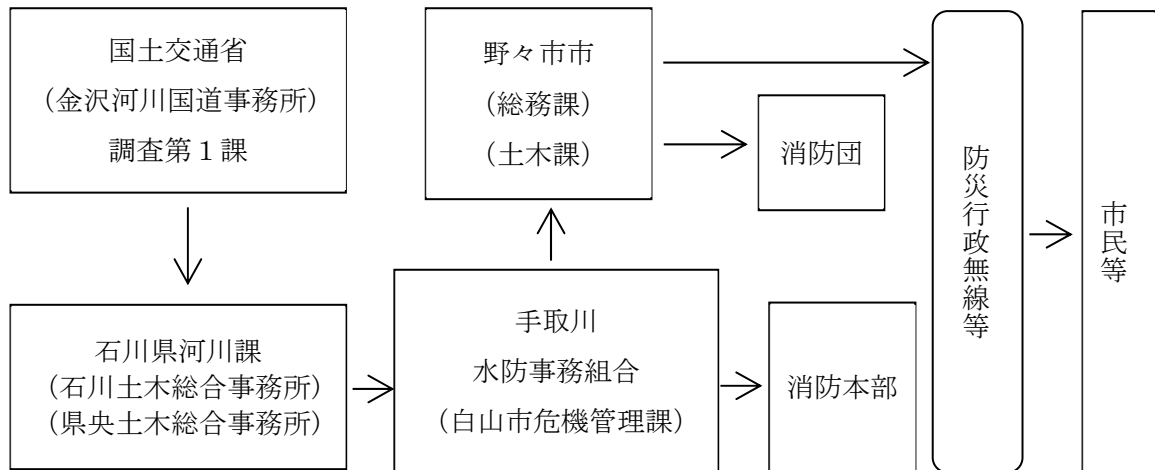 国土交通省
（金沢河川国道事務所）
調査第１課
野々市市
（総務課）
（土木課）
消防団
防災行政無線等
市民等
石川県河川課
（石川土木総合事務所）
（県央土木総合事務所）
手取川
水防事務組合
（白山市危機管理課）
消防本部